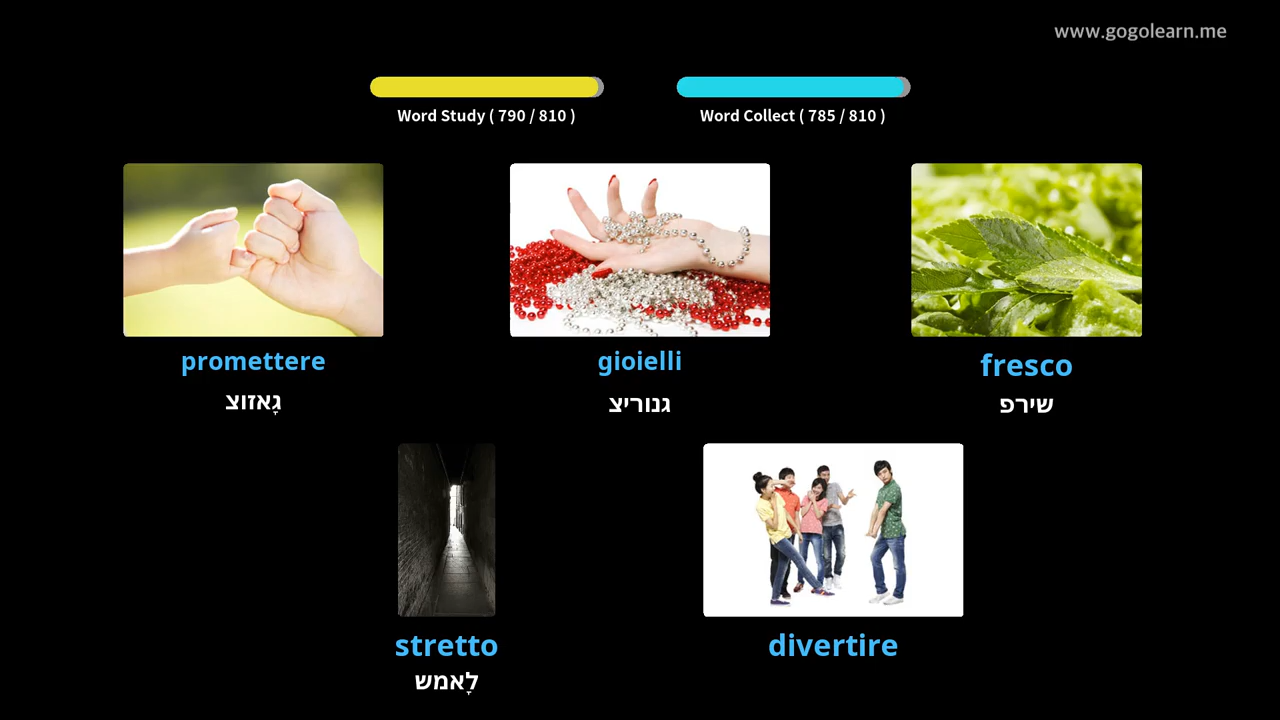 www.gogolearn.me
Word Study ( 790 / 810 )
Word Collect ( 785 / 810 )
promettere
גָאזוצ
gioielli
גנוריצ
fresco
שירפ
stretto
לָאמש
divertire